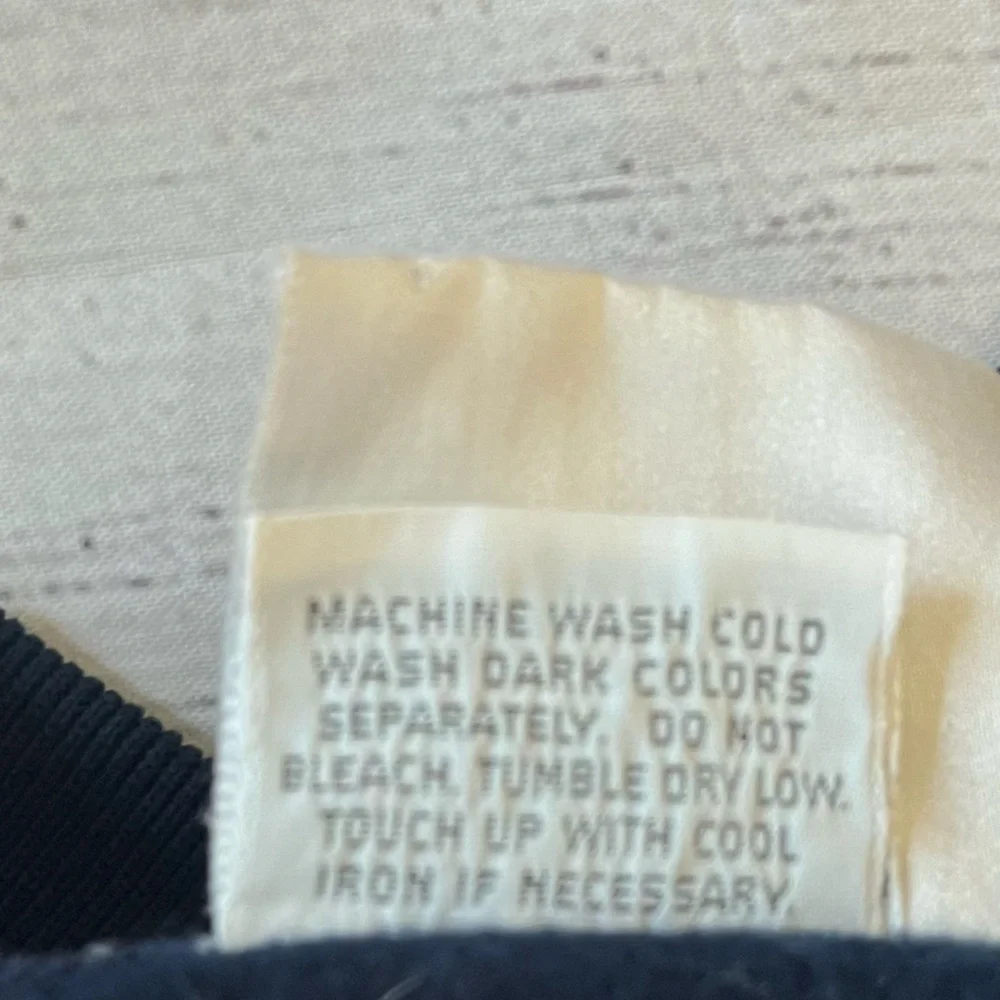 MACHINE WASH COLD
WASH DARK COLORS
SEPARATELY. DO NOT
BLEACH. TUMBLE DRY LOW.
TOUCH UP WITH COOL
IRON IF NECESSARY.